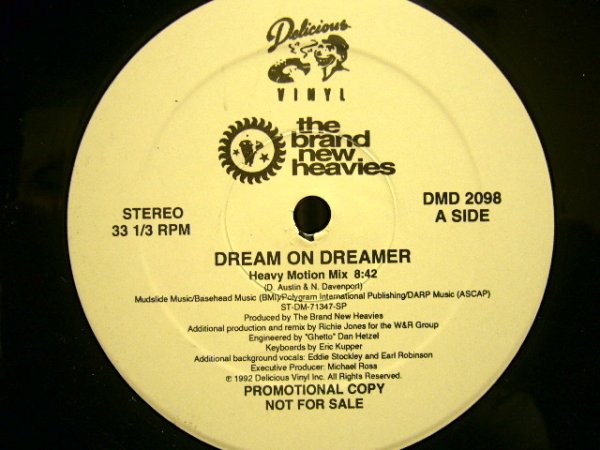 Delicious
VINYL
the
brand
new
heavies
STEREO
33 1/3 RPM
DMD 2098
A SIDE
DREAM ON DREAMER
Heavy Motion Mix 8:42
(D. Austin & N. Davenport)
Mudslide Music/Basehead Music (BMI)/Polygram International Publishing/DARP Music (ASCAP)
ST-DM-71347-SP
Produced by The Brand New Heavies
Additional production and remix by Richie Jones for the W&R Group
Engineered by "Ghetto" Dan Hetzel
Keyboards by Eric Kupper
Additional background vocals: Eddie Stockley and Earl Robinson
Executive Producer: Michael Ross
℗ 1992 Delicious Vinyl Inc. All Rights Reserved.
PROMOTIONAL COPY
NOT FOR SALE